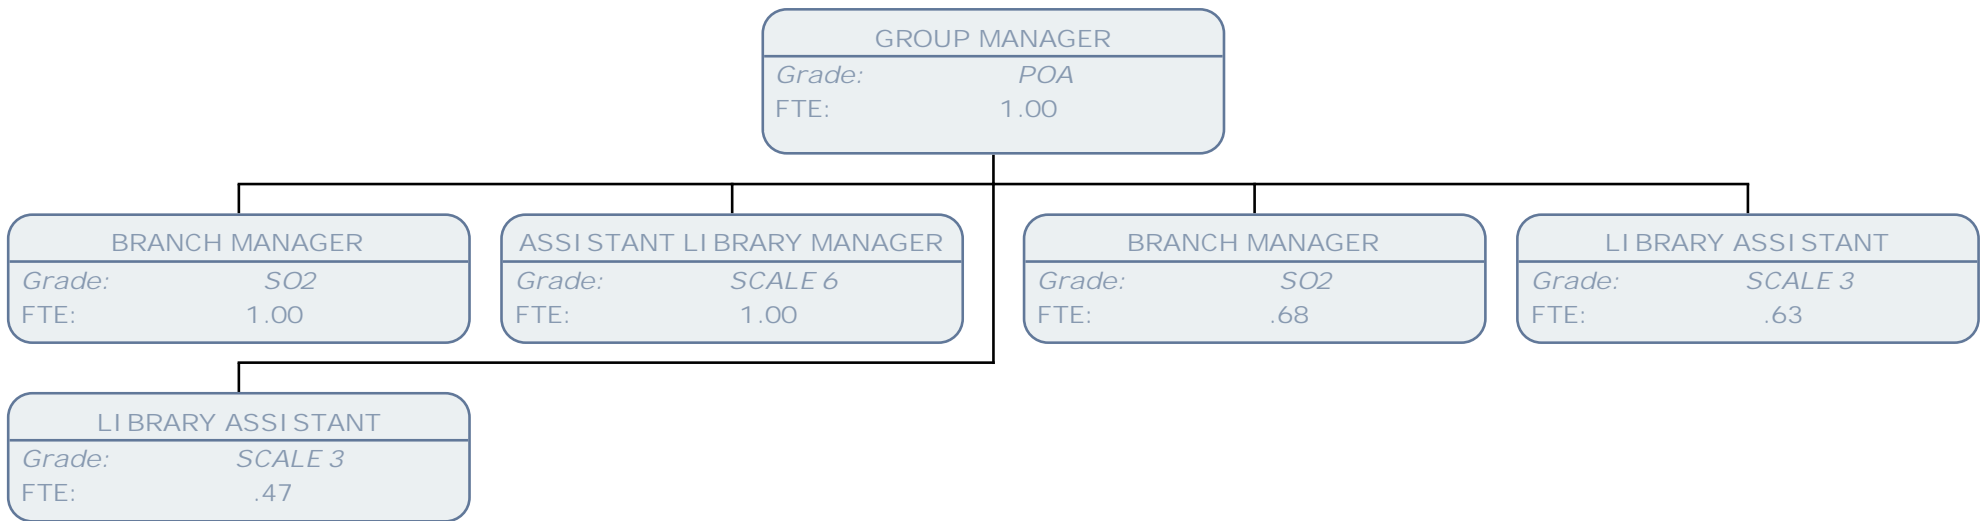 GROUP MANAGER
Grade: POA
FTE: 1.00
BRANCH MANAGER
Grade: SO2
FTE: 1.00
ASSISTANT LIBRARY MANAGER
Grade: SCALE 6
FTE: 1.00
BRANCH MANAGER
Grade: SO2
FTE: .68
LIBRARY ASSISTANT
Grade: SCALE 3
FTE: .63
LIBRARY ASSISTANT
Grade: SCALE 3
FTE: .47